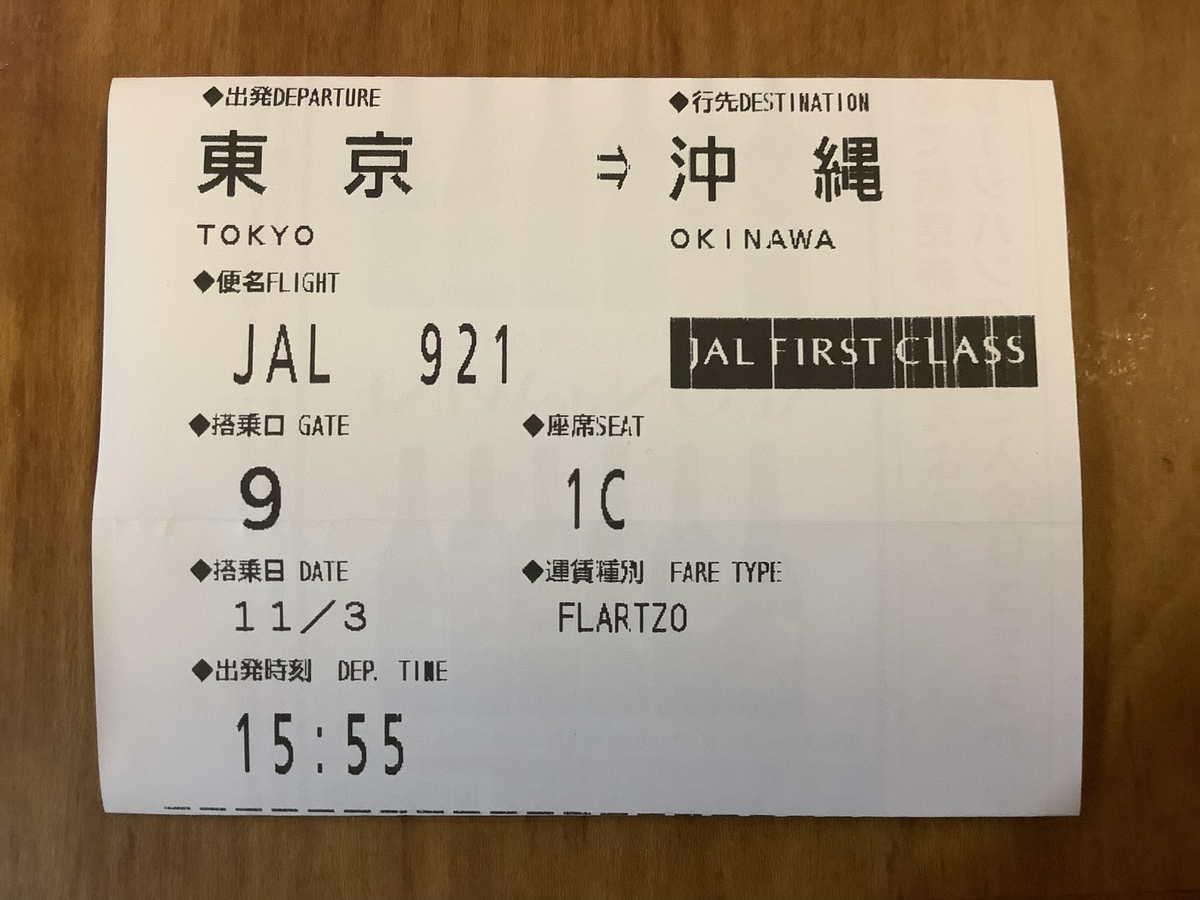 ◆出発DEPARTURE ◆行先DESTINATION
東 京 ⇒ 沖 縄
TOKYO OKINAWA
◆便名FLIGHT
JAL 921 JAL FIRST CLASS
◆搭乗口 GATE ◆座席SEAT
9 1C
◆搭乗日 DATE ◆運賃種別 FARE TYPE
11/3 FLARTZO
◆出発時刻 DEP. TIME
15:55